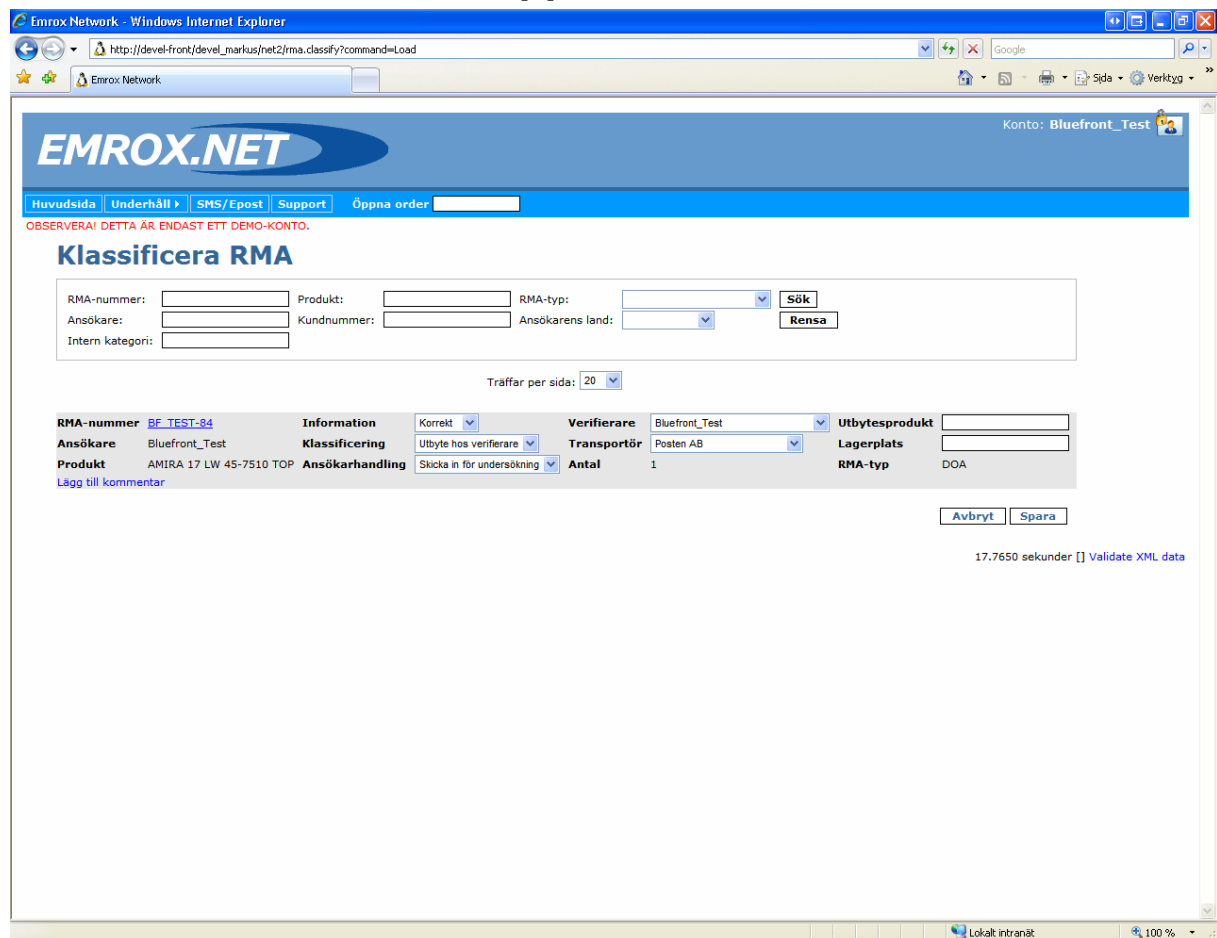 Emrox Network - Windows Internet Explorer
http://devel-front/devel_markus/net2/rma.classify?command=Load
Google
Emrox Network
Sida
Verktyg
»
Konto: Bluefront_Test
EMROX.NET
Huvudsida Underhåll SMS/Epost Support Öppna order
OBSERVERA! DETTA ÄR ENDAST ETT DEMO-KONTO.
Klassificera RMA
RMA-nummer: Produkt: RMA-typ: Sök
Ansökare: Kundnummer: Ansökarens land: Rensa
Intern kategori:
Träffar per sida: 20
RMA-nummer BF_TEST-84 Information Korrekt Verifierare Bluefront_Test Utbytesprodukt
Ansökare Bluefront_Test Klassificering Utbyte hos verifierare Transportör Posten AB Lagerplats
Produkt AMIRA 17 LW 45-7510 TOP Ansökarhandling Skicka in för undersökning Antal 1 RMA-typ DOA
Lägg till kommentar
Avbryt Spara
17.7650 sekunder [] Validate XML data
Lokalt intranät 100 %